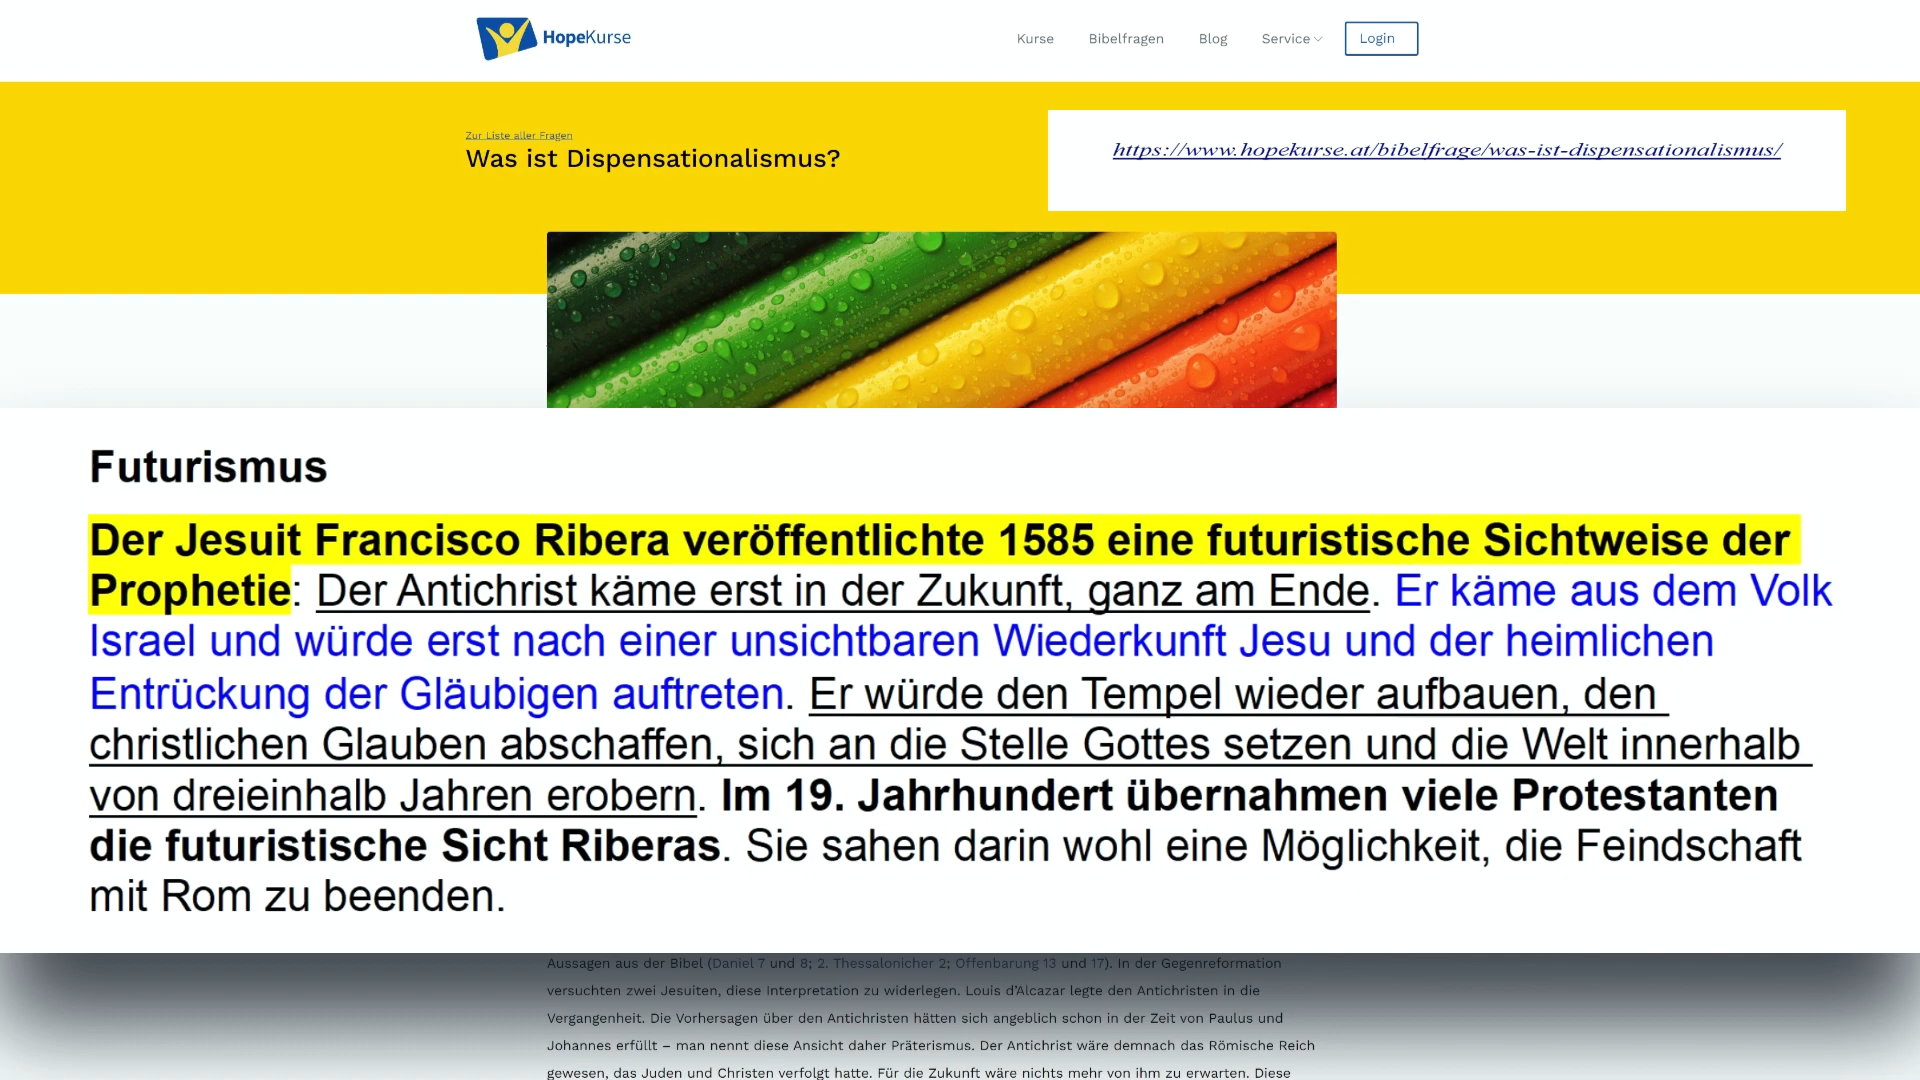 HopeKurse
Kurse Bibelfragen Blog Service Login
Zur Liste aller Fragen
Was ist Dispensationalismus?
https://www.hopekurse.at/bibelfrage/was-ist-dispensationalismus/
Futurismus
Der Jesuit Francisco Ribera veröffentlichte 1585 eine futuristische Sichtweise der
Prophetie: Der Antichrist käme erst in der Zukunft, ganz am Ende. Er käme aus dem Volk
Israel und würde erst nach einer unsichtbaren Wiederkunft Jesu und der heimlichen
Entrückung der Gläubigen auftreten. Er würde den Tempel wieder aufbauen, den
christlichen Glauben abschaffen, sich an die Stelle Gottes setzen und die Welt innerhalb
von dreieinhalb Jahren erobern. Im 19. Jahrhundert übernahmen viele Protestanten
die futuristische Sicht Riberas. Sie sahen darin wohl eine Möglichkeit, die Feindschaft
mit Rom zu beenden.
Aussagen aus der Bibel (Daniel 7 und 8; 2. Thessalonicher 2; Offenbarung 13 und 17). In der Gegenreformation
versuchten zwei Jesuiten, diese Interpretation zu widerlegen. Louis d'Alcazar legte den Antichristen in die
Vergangenheit. Die Vorhersagen über den Antichristen hätten sich angeblich schon in der Zeit von Paulus und
Johannes erfüllt – man nennt diese Ansicht daher Präterismus. Der Antichrist wäre demnach das Römische Reich
gewesen, das Juden und Christen verfolgt hatte. Für die Zukunft wäre nichts mehr von ihm zu erwarten. Diese